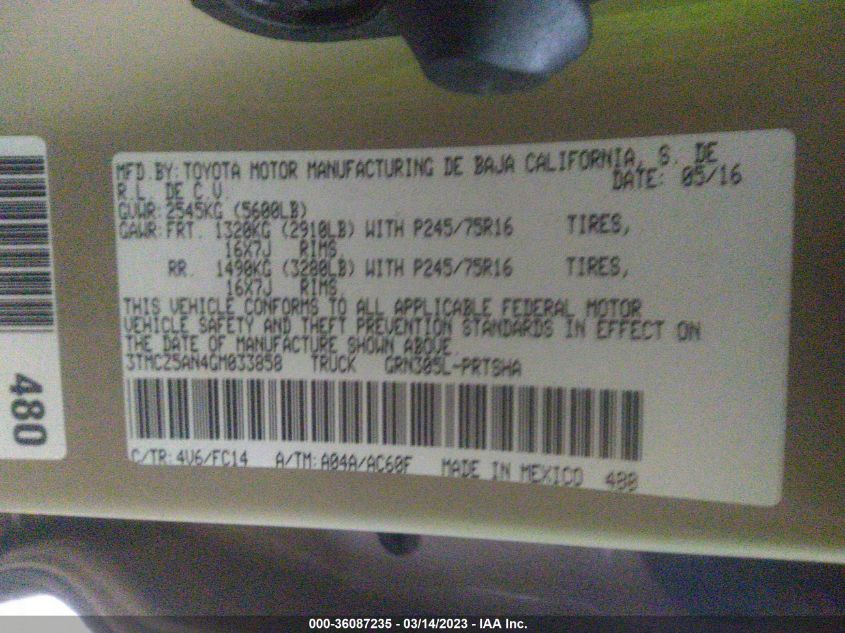 MFD.BY:TOYOTA MOTOR MANUFACTURING DE BAJA CALIFORNIA, S. DE
R.L. DE C.V.
DATE: 05/16
GVWR:2545KG (5600LB)
GAWR:FRT. 1320KG (2910LB) WITH P245/75R16 TIRES,
16X7J RIMS,
RR. 1490KG (3280LB) WITH P245/75R16 TIRES,
16X7J RIMS,
THIS VEHICLE CONFORMS TO ALL APPLICABLE FEDERAL MOTOR
VEHICLE SAFETY AND THEFT PREVENTION STANDARDS IN EFFECT ON
THE DATE OF MANUFACTURE SHOWN ABOVE.
3TMCZ5AN4GM033858 TRUCK GRN305L-PRTSHA
C/TR:4V6/FC14 A/TM:A04A/AC60F MADE IN MEXICO 480
480
000-36087235 - 03/14/2023 - IAA Inc.